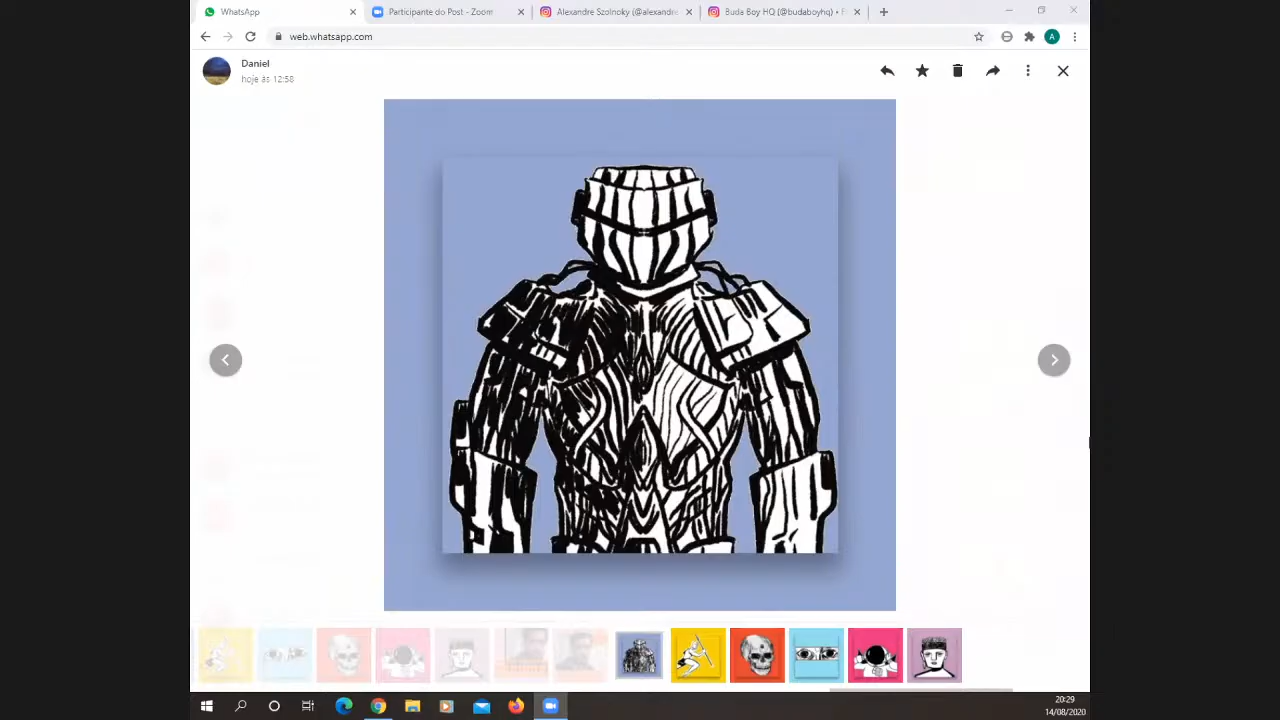 WhatsApp
Participante do Post - Zoom
Alexandre Szolnoky (@alexandre
Buda Boy HQ (@budaboyhq) • F
web.whatsapp.com
A
Daniel
hoje às 12:58
20:29
14/08/2020